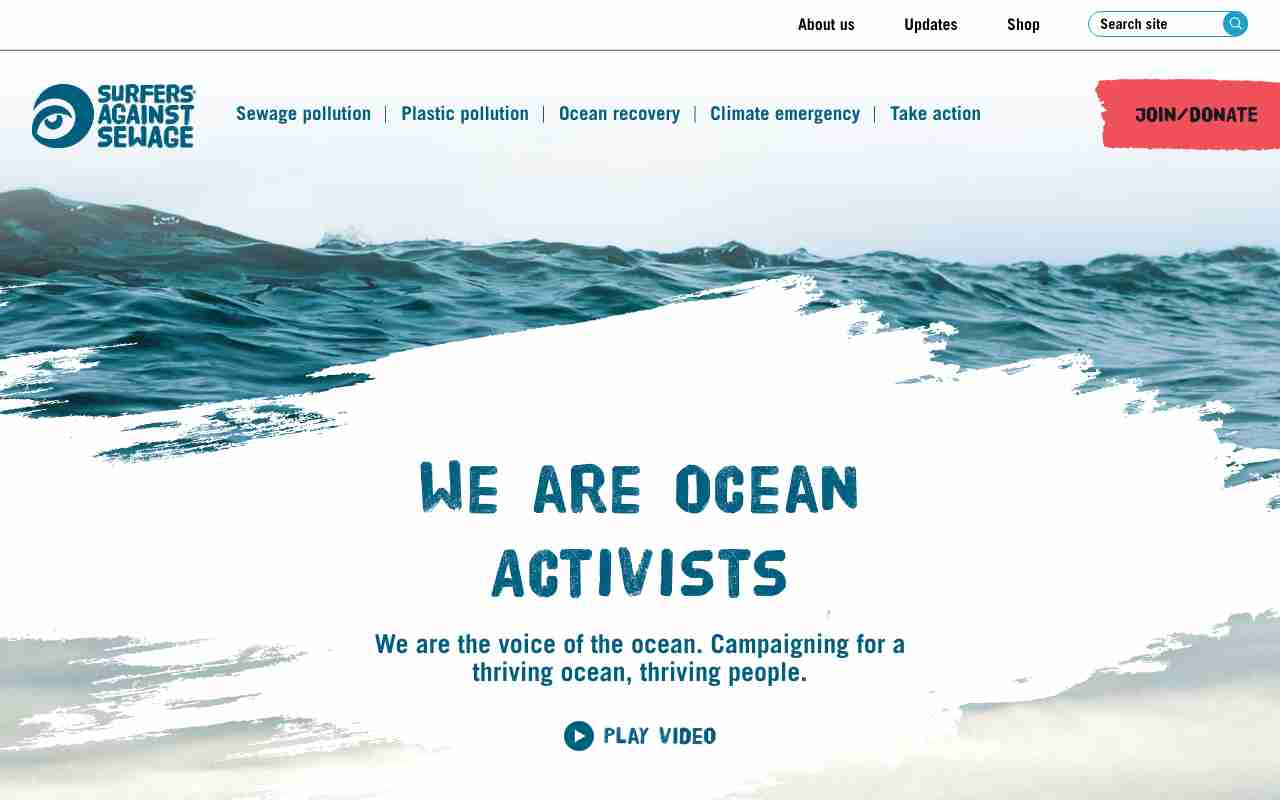 About us
Updates
Shop
Search site
SURFERS
AGAINST
SEWAGE
Sewage pollution
Plastic pollution
Ocean recovery
Climate emergency
Take action
JOIN/DONATE
WE ARE OCEAN
ACTIVISTS
We are the voice of the ocean. Campaigning for a
thriving ocean, thriving people.
PLAY VIDEO